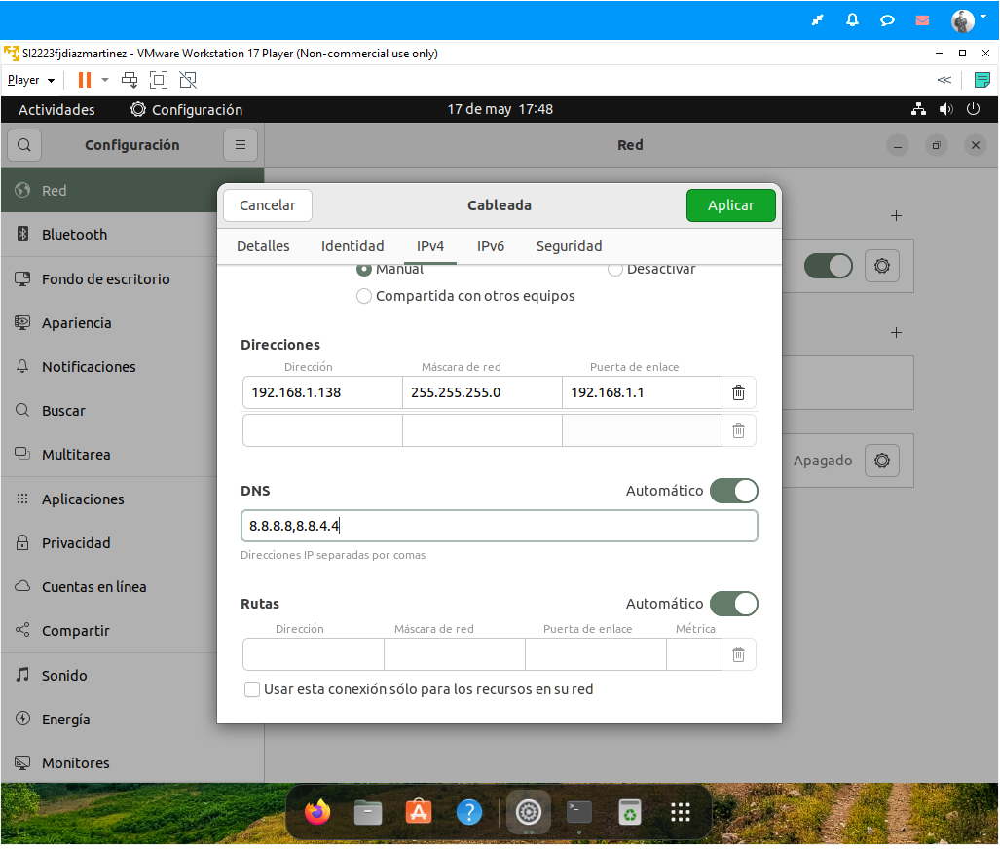 SI2223fjdiazmartinez - VMware Workstation 17 Player (Non-commercial use only)
Player
Actividades Configuración 17 de may 17:48
Configuración Red
Red
Bluetooth
Fondo de escritorio
Apariencia
Notificaciones
Buscar
Multitarea
Aplicaciones
Privacidad
Cuentas en línea
Compartir
Sonido
Energía
Monitores
Cancelar Cableada Aplicar
Detalles Identidad IPv4 IPv6 Seguridad
Manual Desactivar
Compartida con otros equipos
Direcciones
Dirección Máscara de red Puerta de enlace
192.168.1.138 255.255.255.0 192.168.1.1
DNS Automático
8.8.8.8,8.8.4.4
Direcciones IP separadas por comas
Rutas Automático
Dirección Máscara de red Puerta de enlace Métrica
Usar esta conexión sólo para los recursos en su red
Apagado